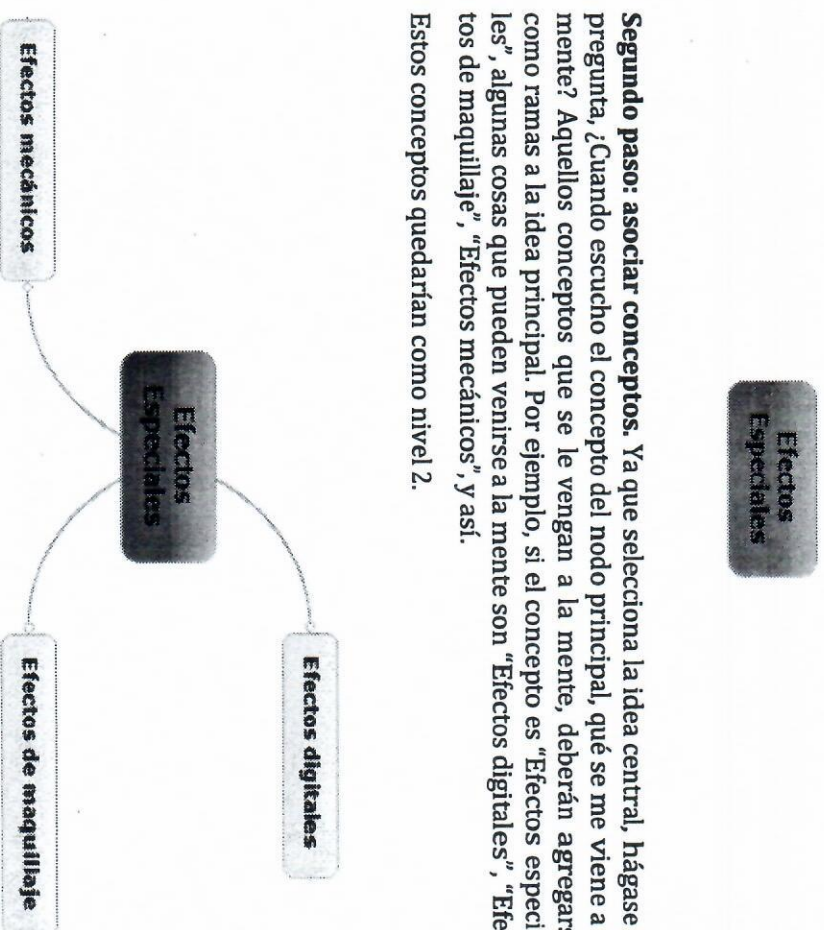 Efectos
Especiales
Segundo paso: asociar conceptos. Ya que selecciona la idea central, hágase
pregunta, ¿Cuando escucho el concepto del nodo principal, qué se me viene a
mente? Aquellos conceptos que se le vengan a la mente, deberán agregars
como ramas a la idea principal. Por ejemplo, si el concepto es “Efectos especi
les”, algunas cosas que pueden venirse a la mente son “Efectos digitales”, “Efe
tos de maquillaje”, “Efectos mecánicos”, y así.
Estos conceptos quedarían como nivel 2.
Efectos digitales
Efectos
Especiales
Efectos mecánicos
Efectos de maquillaje